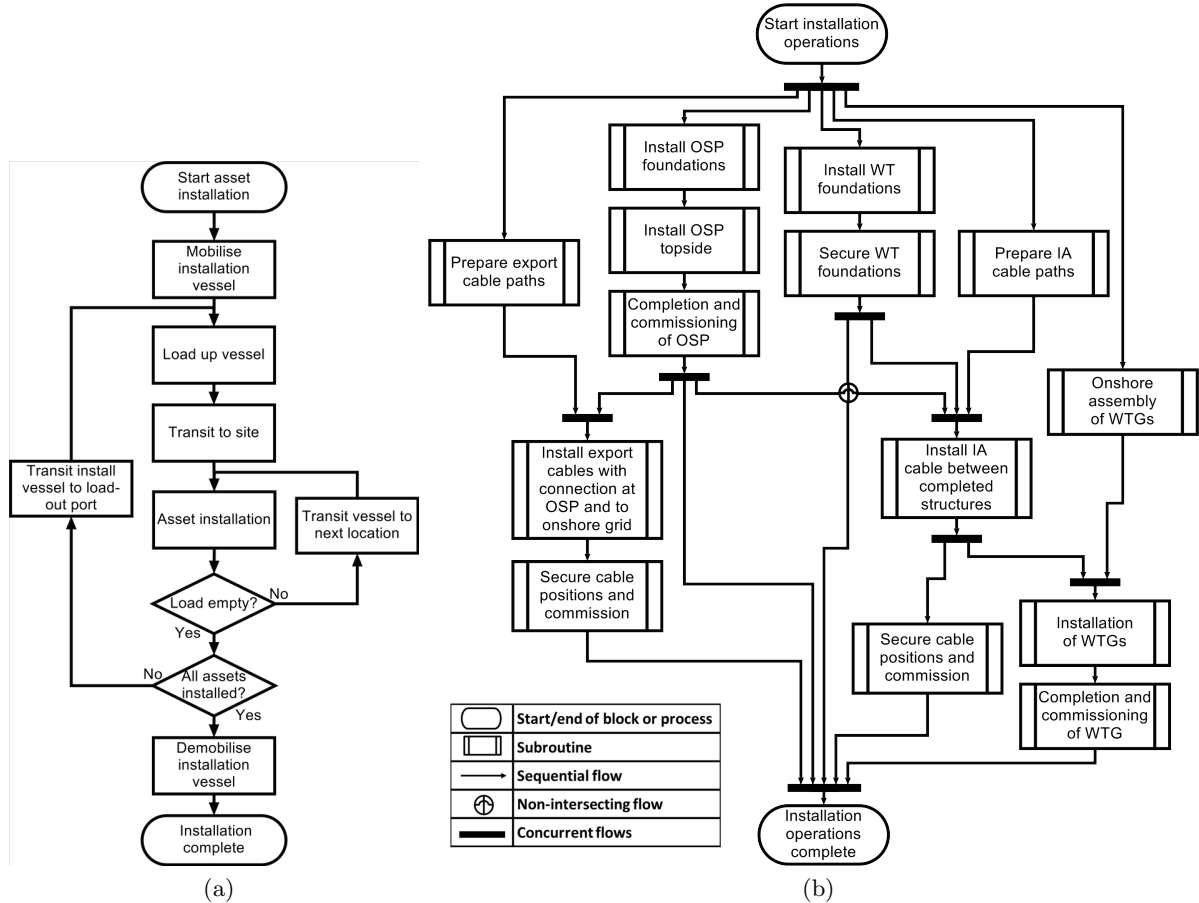 Start asset
installation
Mobilise
installation
vessel
Load up vessel
Transit to site
Transit install
vessel to load-
out port
Asset installation
Transit vessel to
next location
Load empty?
No
Yes
No
All assets
installed?
Yes
Demobilise
installation
vessel
Installation
complete
(a)
Start installation
operations
Install OSP
foundations
Install WT
foundations
Install OSP
topside
Secure WT
foundations
Prepare IA
cable paths
Prepare export
cable paths
Completion and
commissioning
of OSP
Onshore
assembly
of WTGs
Install export
cables with
connection at
OSP and to
onshore grid
Install IA
cable between
completed
structures
Secure cable
positions and
commission
Installation
of WTGs
Secure cable
positions and
commission
Completion and
commissioning
of WTG
Start/end of block or process
Subroutine
Sequential flow
Non-intersecting flow
Concurrent flows
Installation
operations
complete
(b)